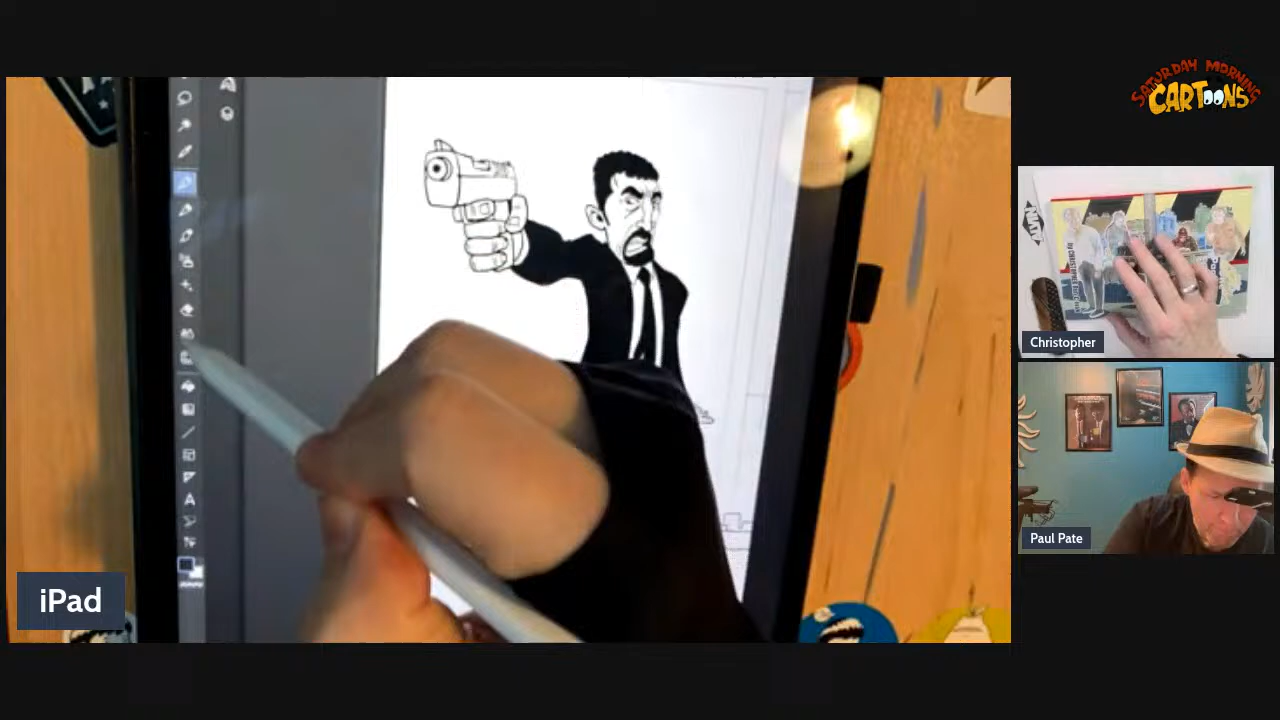 SATURDAY MORNING
CARTOONS
Christopher
Paul Pate
iPad